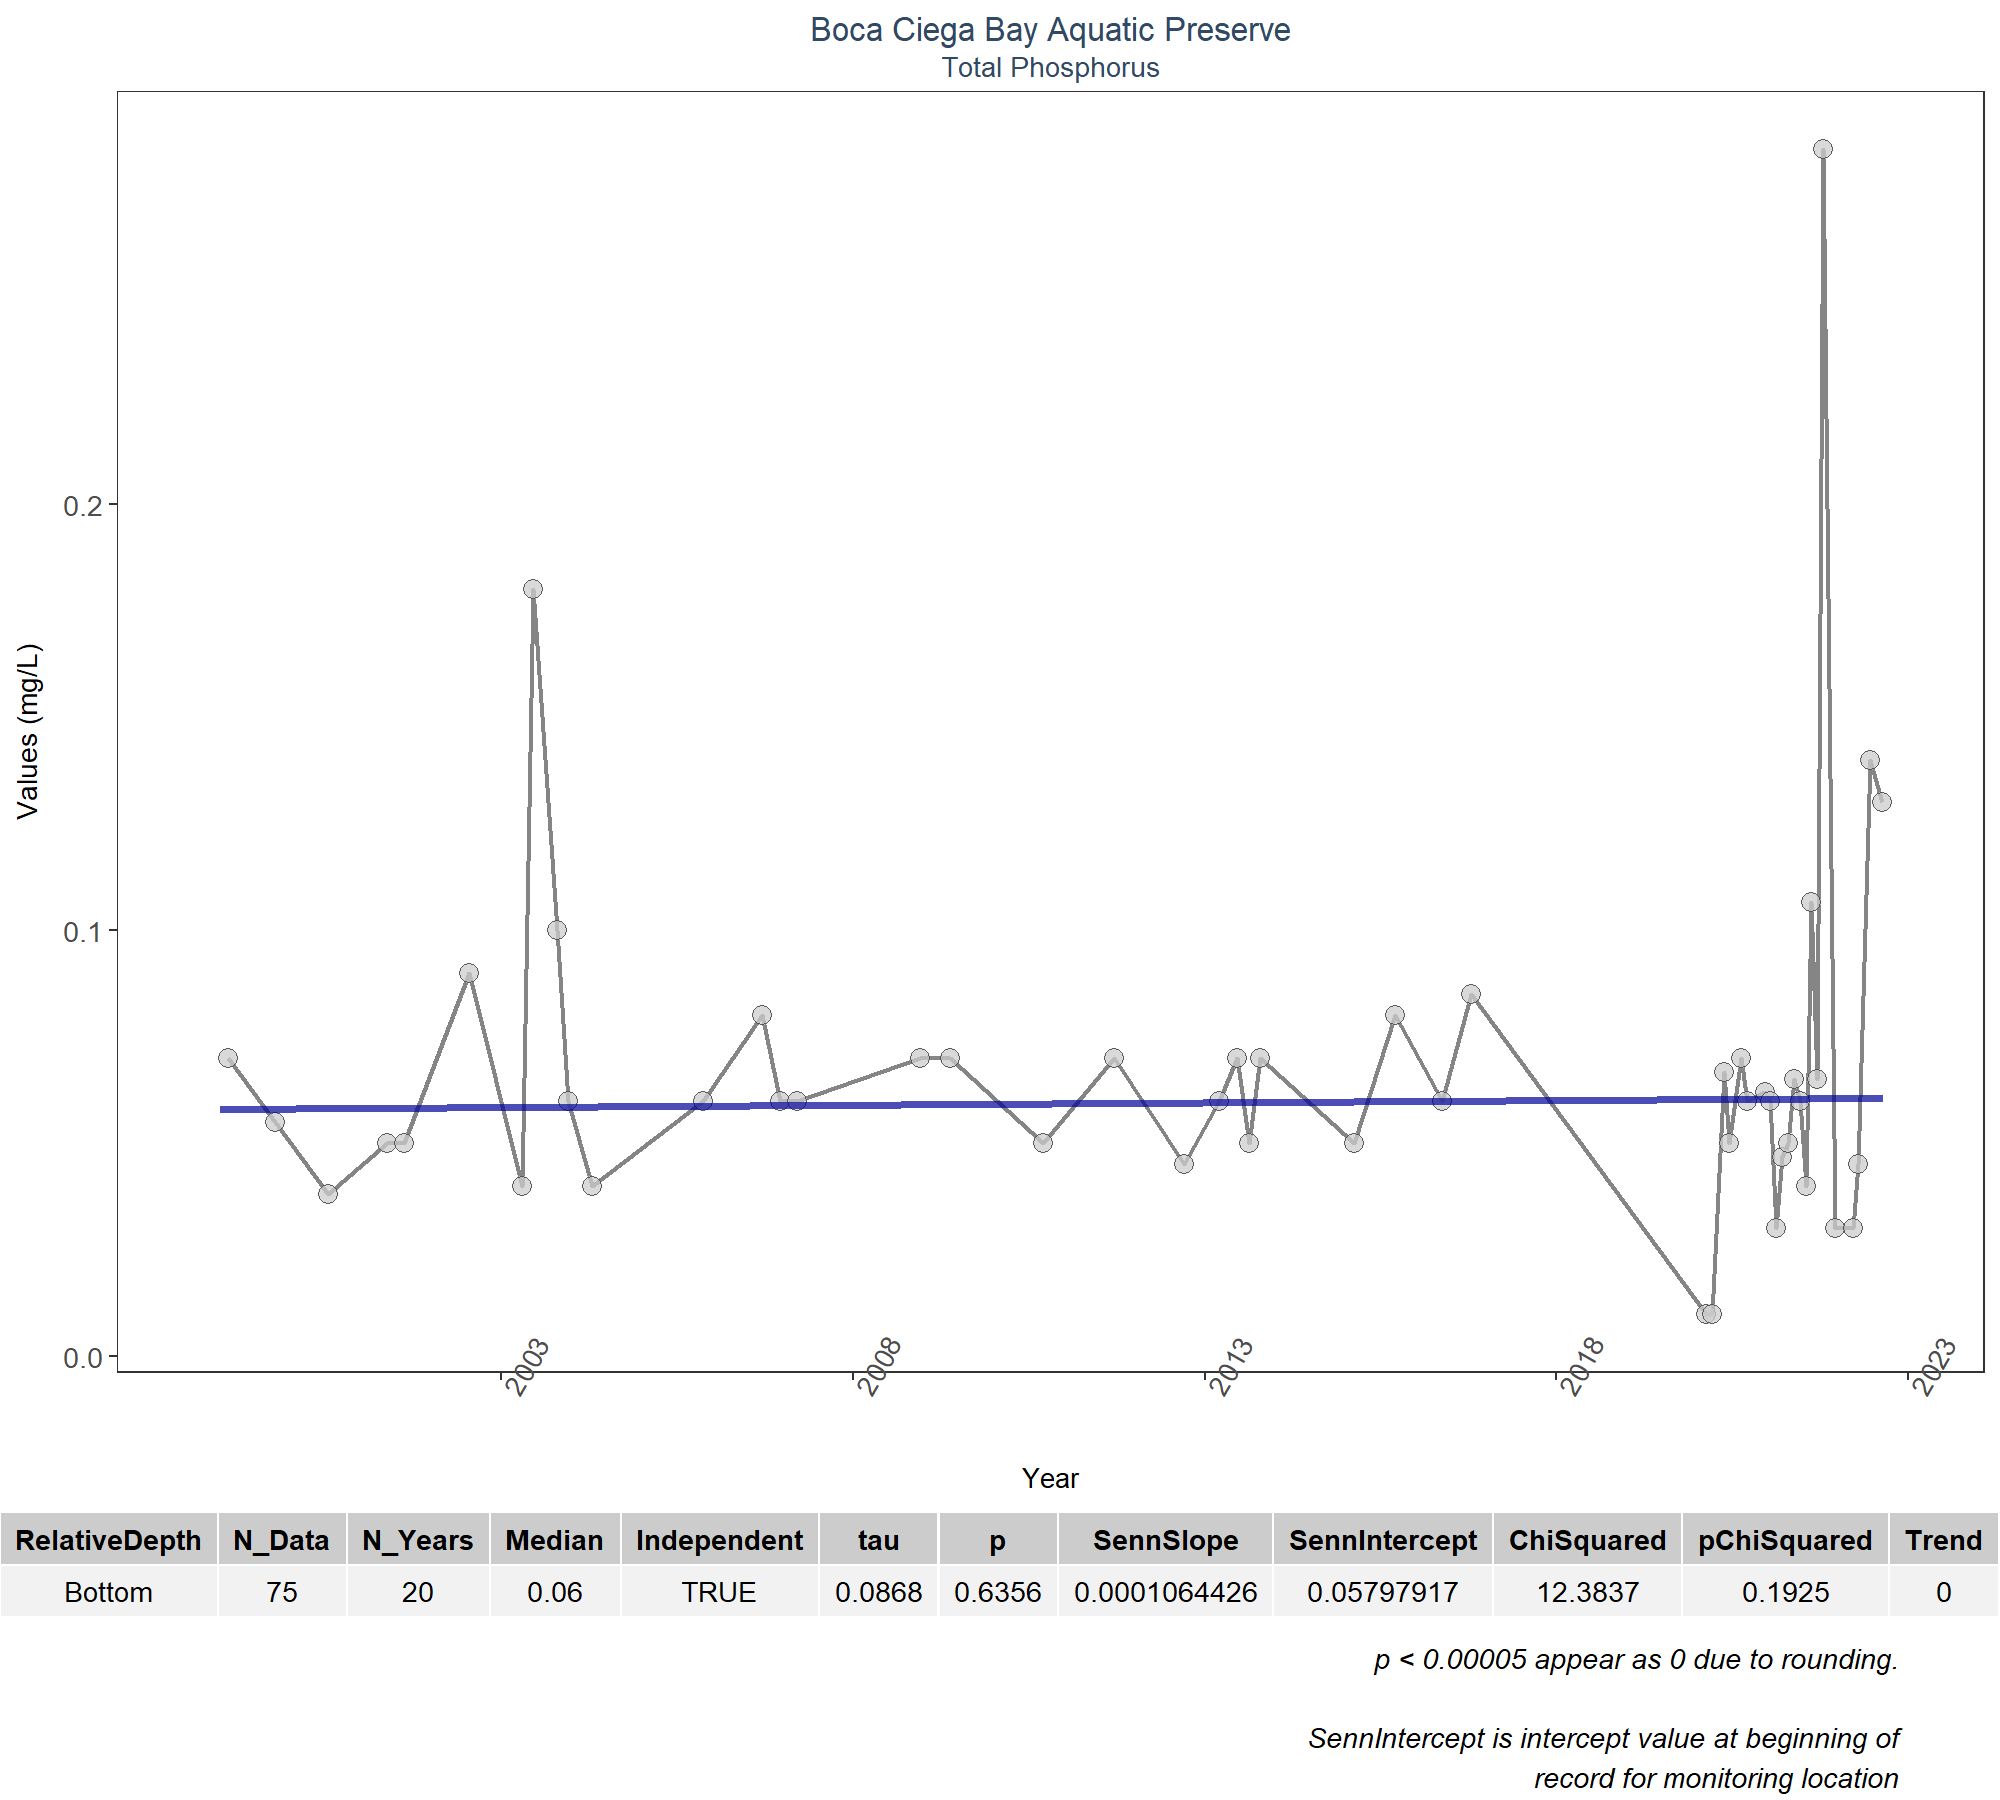 Boca Ciega Bay Aquatic Preserve
Total Phosphorus
Values (mg/L)
0.2
0.1
0.0
2003 2008 2013 2018 2023
Year
RelativeDepth N_Data N_Years Median Independent tau p SennSlope SennIntercept ChiSquared pChiSquared Trend
Bottom 75 20 0.06 TRUE 0.0868 0.6356 0.0001064426 0.05797917 12.3837 0.1925 0
p < 0.00005 appear as 0 due to rounding.
SennIntercept is intercept value at beginning of
record for monitoring location